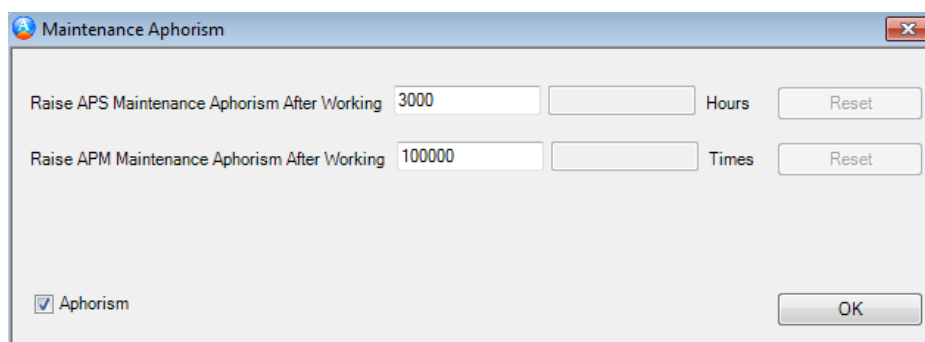 Maintenance Aphorism
Raise APS Maintenance Aphorism After Working 3000 Hours Reset
Raise APM Maintenance Aphorism After Working 100000 Times Reset
Aphorism OK